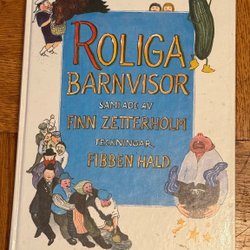 ROLIGA
BARNVISOR
SAMLADE AV
FINN ZETTERHOLM
TECKNINGAR
FIBBEN HALD